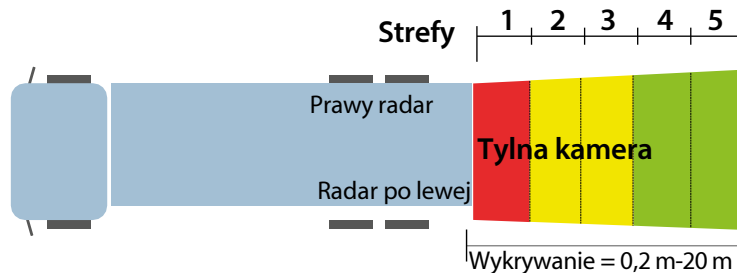 Strefy 1 2 3 4 5
Prawy radar
Tylna kamera
Radar po lewej
Wykrywanie = 0,2 m-20 m